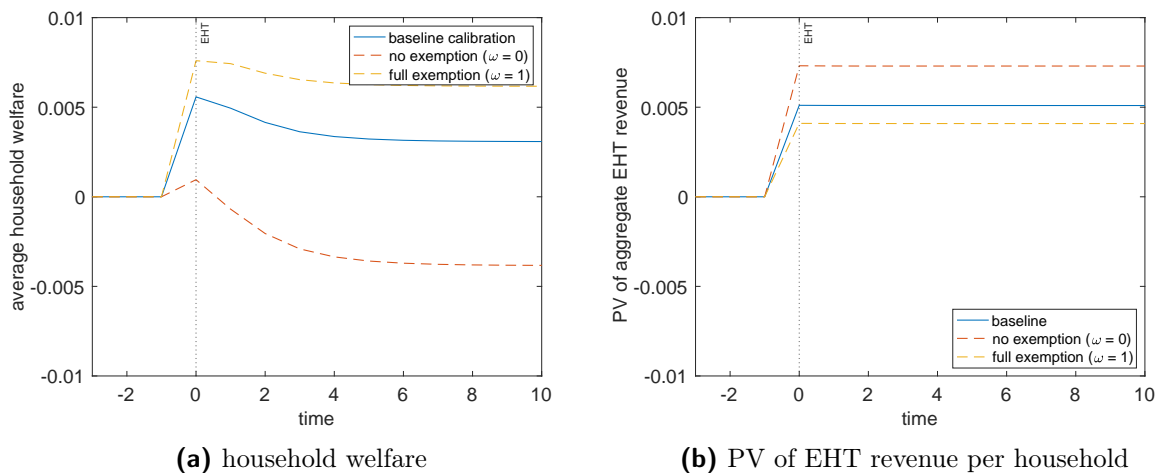 0.01
0.005
0
-0.005
-0.01
-2
0
2
4
6
8
10
time
average household welfare
EHT
baseline calibration
no exemption (ω = 0)
full exemption (ω = 1)
(a) household welfare
0.01
0.005
0
-0.005
-0.01
-2
0
2
4
6
8
10
time
PV of aggregate EHT revenue
EHT
baseline
no exemption (ω = 0)
full exemption (ω = 1)
(b) PV of EHT revenue per household